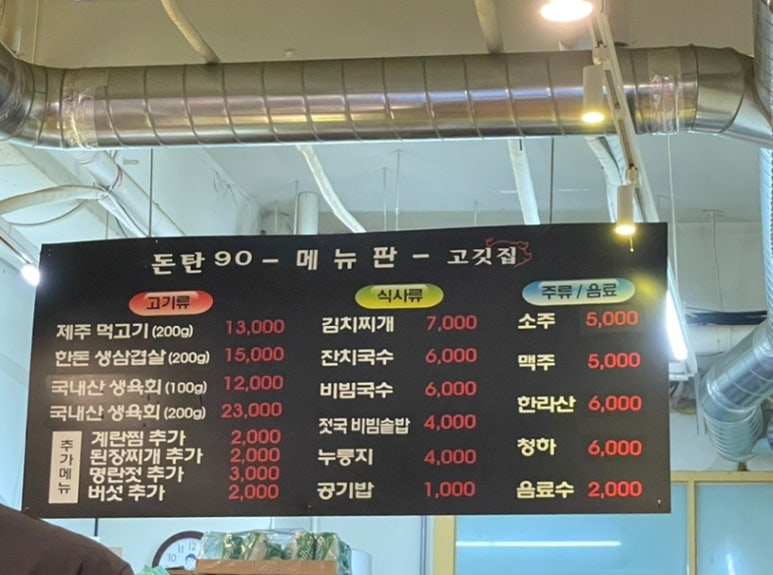 돈탄 90 - 메뉴판 - 고깃집
고기류
제주 먹고기 (200g) 13,000
한돈 생삼겹살 (200g) 15,000
국내산 생육회 (100g) 12,000
국내산 생육회 (200g) 23,000
추가메뉴
계란찜 추가 2,000
된장찌개 추가 2,000
명란젓 추가 3,000
버섯 추가 2,000
식사류
김치찌개 7,000
잔치국수 6,000
비빔국수 6,000
젓국 비빔솥밥 4,000
누룽지 4,000
공기밥 1,000
주류 / 음료
소주 5,000
맥주 5,000
한라산 6,000
청하 6,000
음료수 2,000